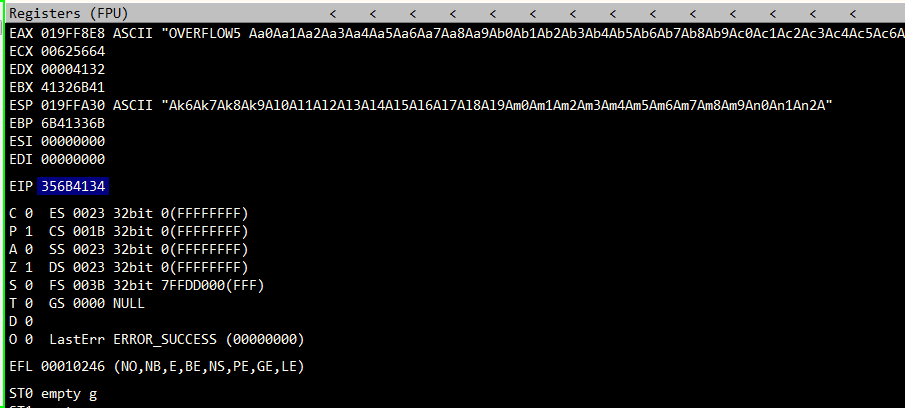 Registers (FPU) < < < < < < < < < < < < < <
EAX 019FF8E8 ASCII "OVERFLOW5 Aa0Aa1Aa2Aa3Aa4Aa5Aa6Aa7Aa8Aa9Ab0Ab1Ab2Ab3Ab4Ab5Ab6Ab7Ab8Ab9Ac0Ac1Ac2Ac3Ac4Ac5Ac6A
ECX 00625664
EDX 00004132
EBX 41326B41
ESP 019FFA30 ASCII "Ak6Ak7Ak8Ak9Al0Al1Al2Al3Al4Al5Al6Al7Al8Al9Am0Am1Am2Am3Am4Am5Am6Am7Am8Am9An0An1An2A"
EBP 6B41336B
ESI 00000000
EDI 00000000
EIP 356B4134
C 0 ES 0023 32bit 0(FFFFFFFF)
P 1 CS 001B 32bit 0(FFFFFFFF)
A 0 SS 0023 32bit 0(FFFFFFFF)
Z 1 DS 0023 32bit 0(FFFFFFFF)
S 0 FS 003B 32bit 7FFDD000(FFF)
T 0 GS 0000 NULL
D 0
O 0 LastErr ERROR_SUCCESS (00000000)
EFL 00010246 (NO,NB,E,BE,NS,PE,GE,LE)
ST0 empty g